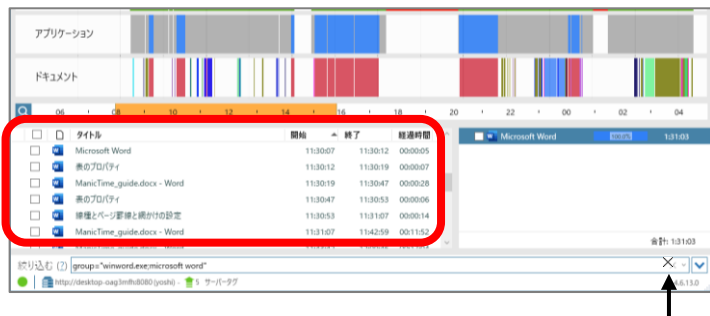 アプリケーション
ドキュメント
06 08 10 12 14 16 18 20 22 00 02 04
タイトル 開始 終了 経過時間
Microsoft Word 11:30:07 11:30:12 00:00:05
表のプロパティ 11:30:12 11:30:19 00:00:07
ManicTime_guide.docx - Word 11:30:19 11:30:47 00:00:28
表のプロパティ 11:30:47 11:30:53 00:00:06
線種とページ罫線と網かけの設定 11:30:53 11:31:07 00:00:14
ManicTime_guide.docx - Word 11:31:07 11:42:59 00:11:52
Microsoft Word 100.0% 1:31:03
合計: 1:31:03
絞り込む (?) group:"winword.exe;microsoft word"
http://desktop-oag3mfh:8080 (yoshi) - 5 サーバータグ
4.6.13.0